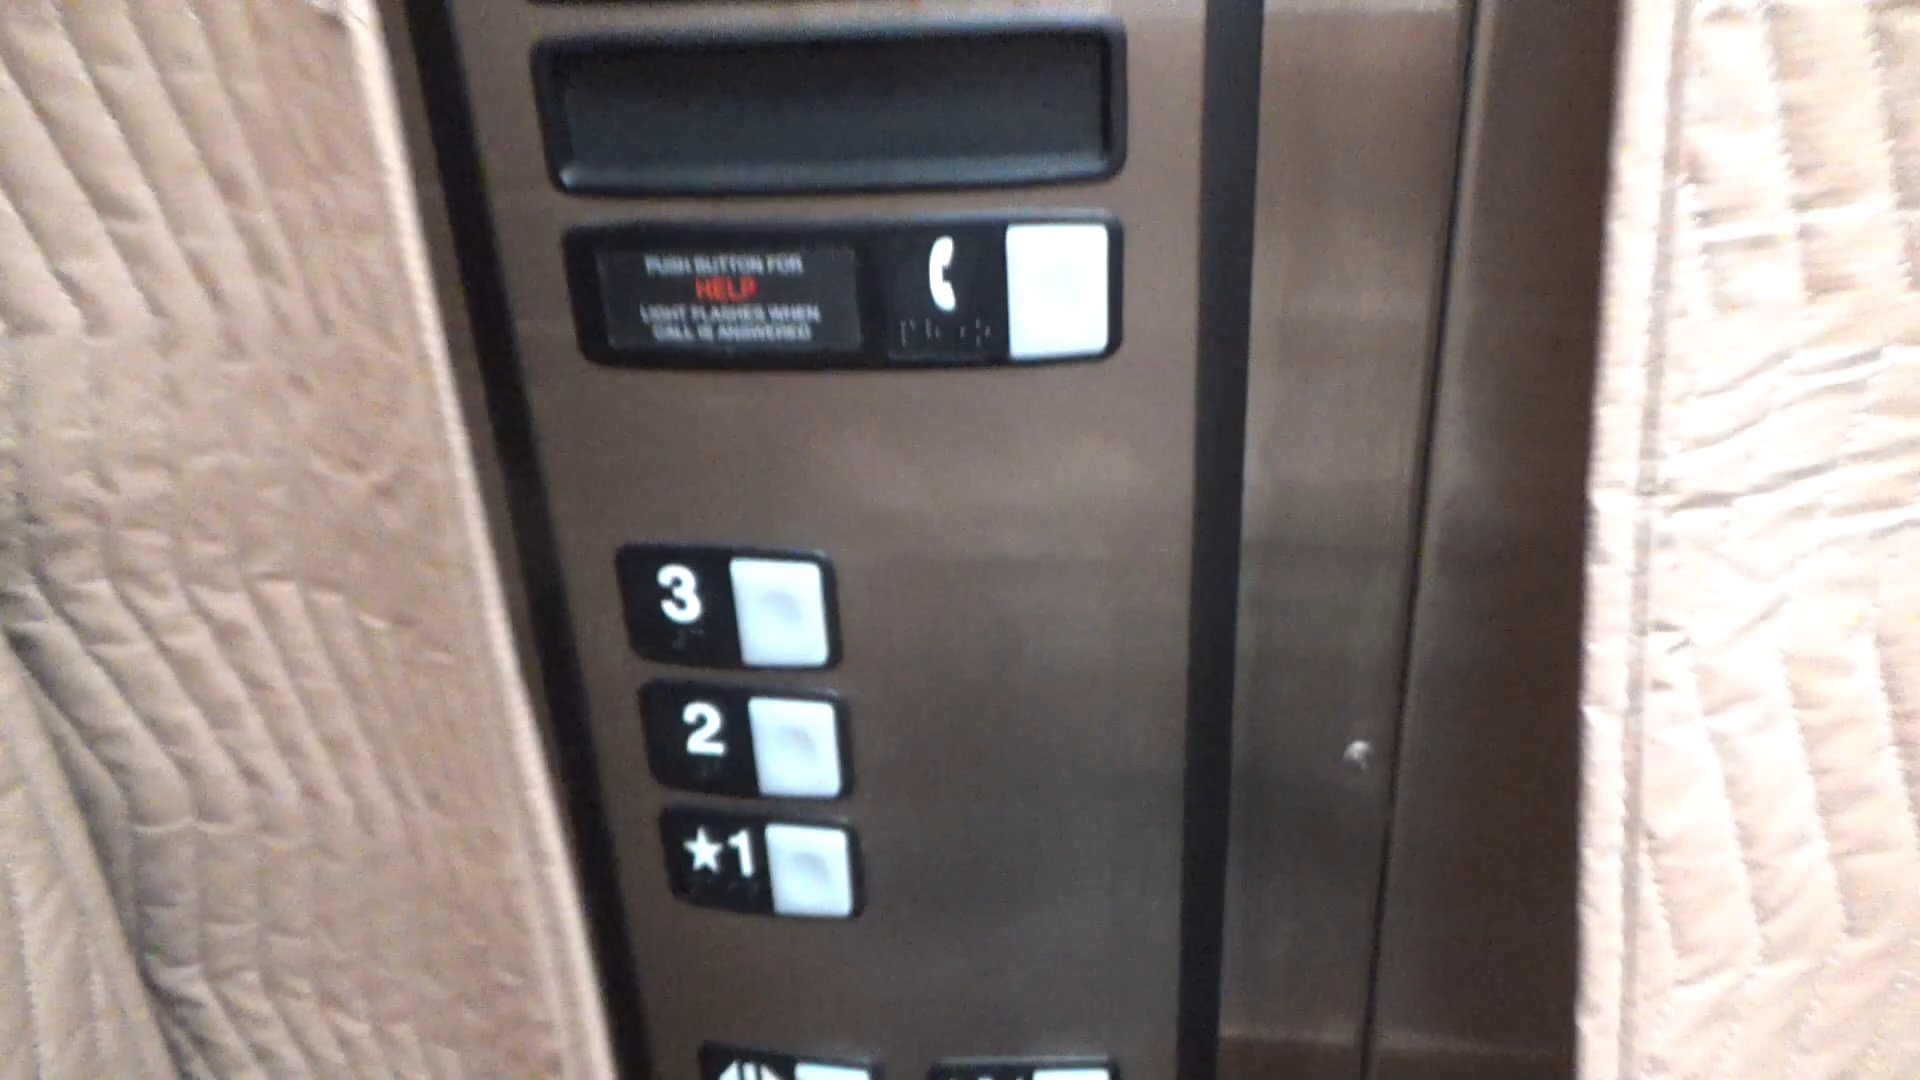 PUSH BUTTON FOR
HELP
LIGHT FLASHES WHEN
CALL IS ANSWERED
3
2
★1